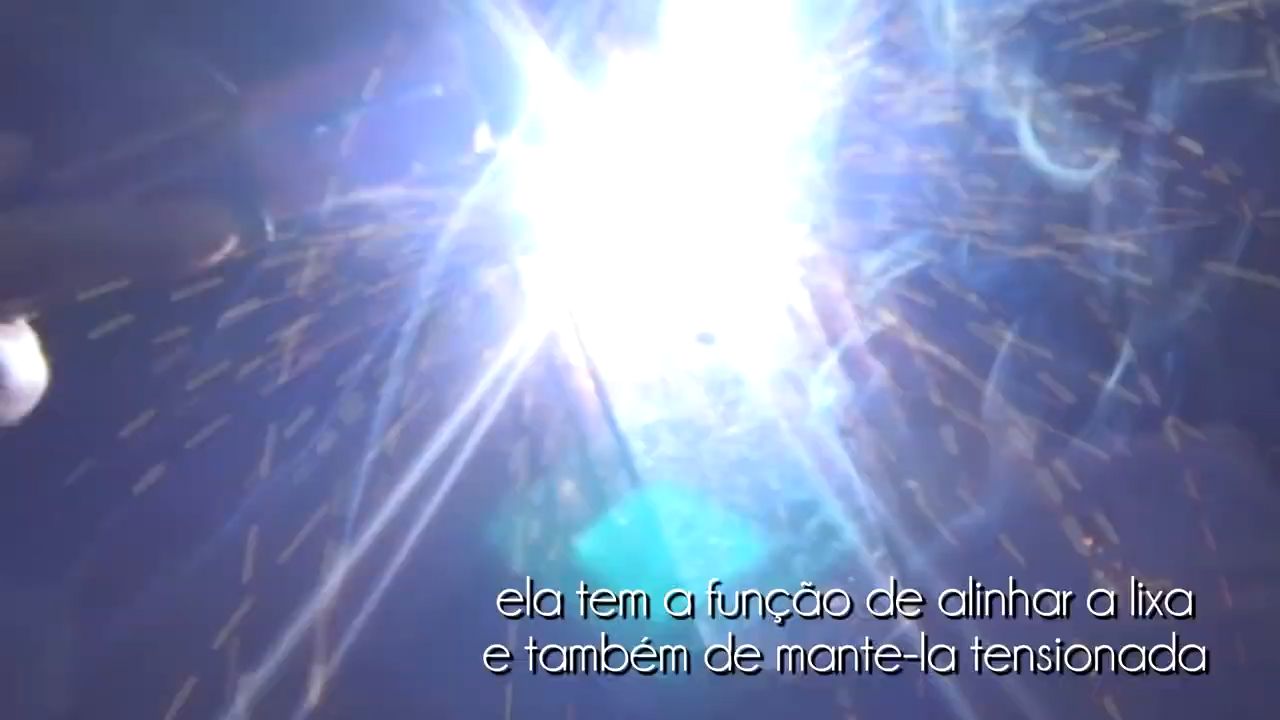 ela tem a função de alinhar a lixa
e também de mante-la tensionada